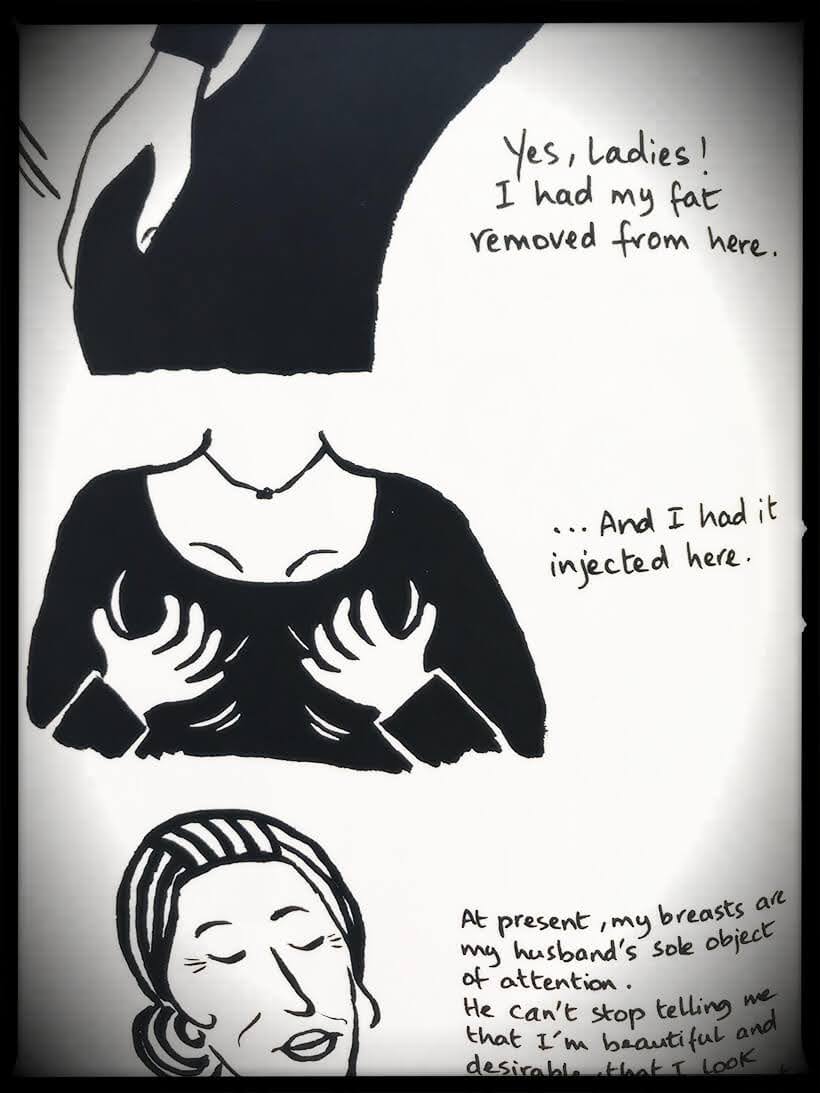 Yes, Ladies!
I had my fat
removed from here.
... And I had it
injected here.
At present, my breasts are
my husband's sole object
of attention.
He can't stop telling me
that I'm beautiful and
desirable, that I look